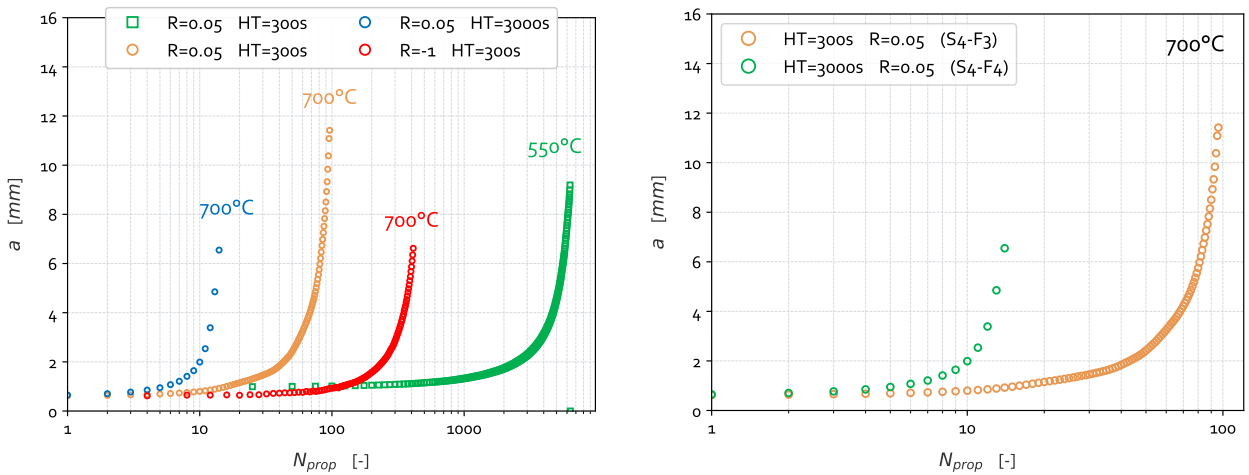 16
14
12
10
8
6
4
2
0
a [mm]
1
10
100
1000
N_prop [-]
R=0.05 HT=300s
R=0.05 HT=300s
R=0.05 HT=3000s
R=-1 HT=300s
700°C
700°C
700°C
550°C
16
14
12
10
8
6
4
2
0
a [mm]
1
10
100
N_prop [-]
HT=300s R=0.05 (S4-F3)
HT=3000s R=0.05 (S4-F4)
700°C